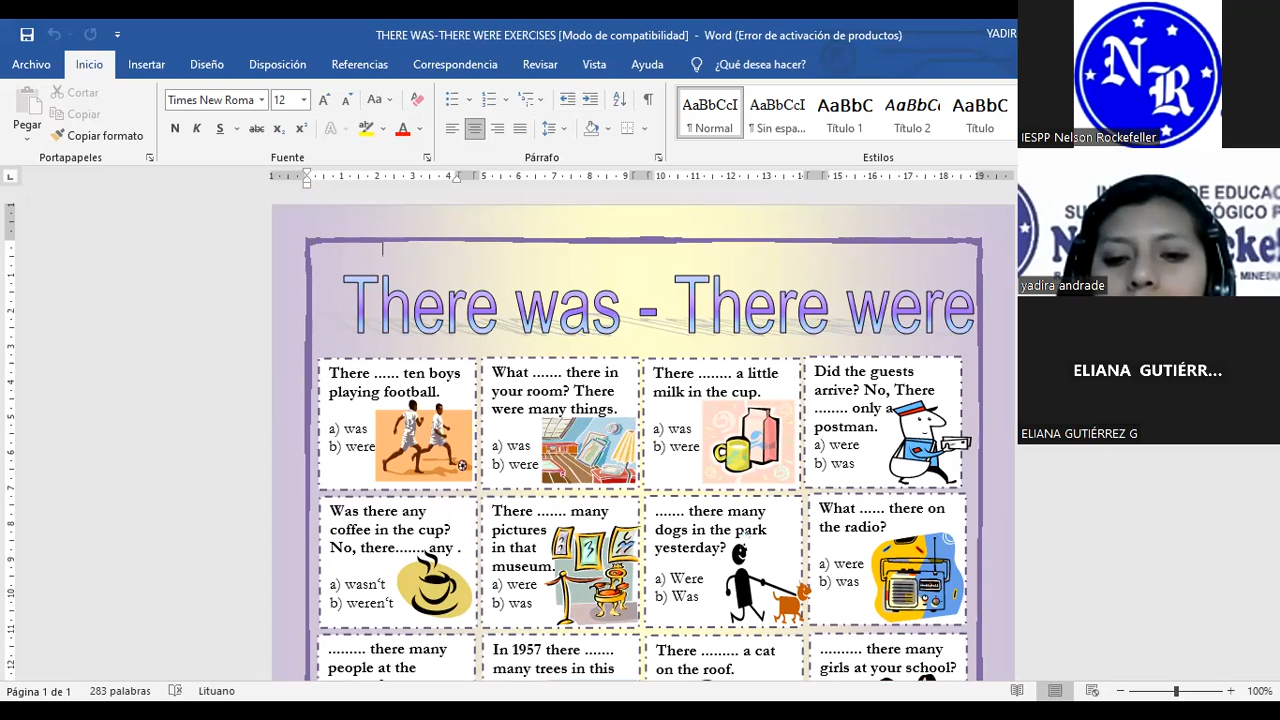 THERE WAS-THERE WERE EXERCISES [Modo de compatibilidad] - Word (Error de activación de productos)
YADIR
Archivo Inicio Insertar Diseño Disposición Referencias Correspondencia Revisar Vista Ayuda ¿Qué desea hacer?
Pegar
Cortar
Copiar
Copiar formato
Portapapeles
Times New Roma 12
N K S abc x₂ x²
Fuente
Párrafo
AaBbCcI
¶ Normal
AaBbCcI
¶ Sin espa...
AaBbC
Título 1
AaBbCc
Título 2
AaBbC
Título
Estilos
There was - There were
There ...... ten boys
playing football.
a) was
b) were
What ....... there in
your room? There
were many things.
a) was
b) were
There ........ a little
milk in the cup.
a) was
b) were
Did the guests
arrive? No, There
........ only a
postman.
a) were
b) was
Was there any
coffee in the cup?
No, there....... any .
a) wasn't
b) weren't
There ....... many
pictures
in that
museum.
a) were
b) was
....... there many
dogs in the park
yesterday?
a) Were
b) Was
What ...... there on
the radio?
a) were
b) was
......... there many
people at the
In 1957 there .......
many trees in this
There ......... a cat
on the roof.
.......... there many
girls at your school?
Página 1 de 1 283 palabras Lituano
100%
NR
IESPP Nelson Rockefeller
DE EDUCA
yadira andrade
ELIANA GUTIÉRR...
ELIANA GUTIÉRREZ G